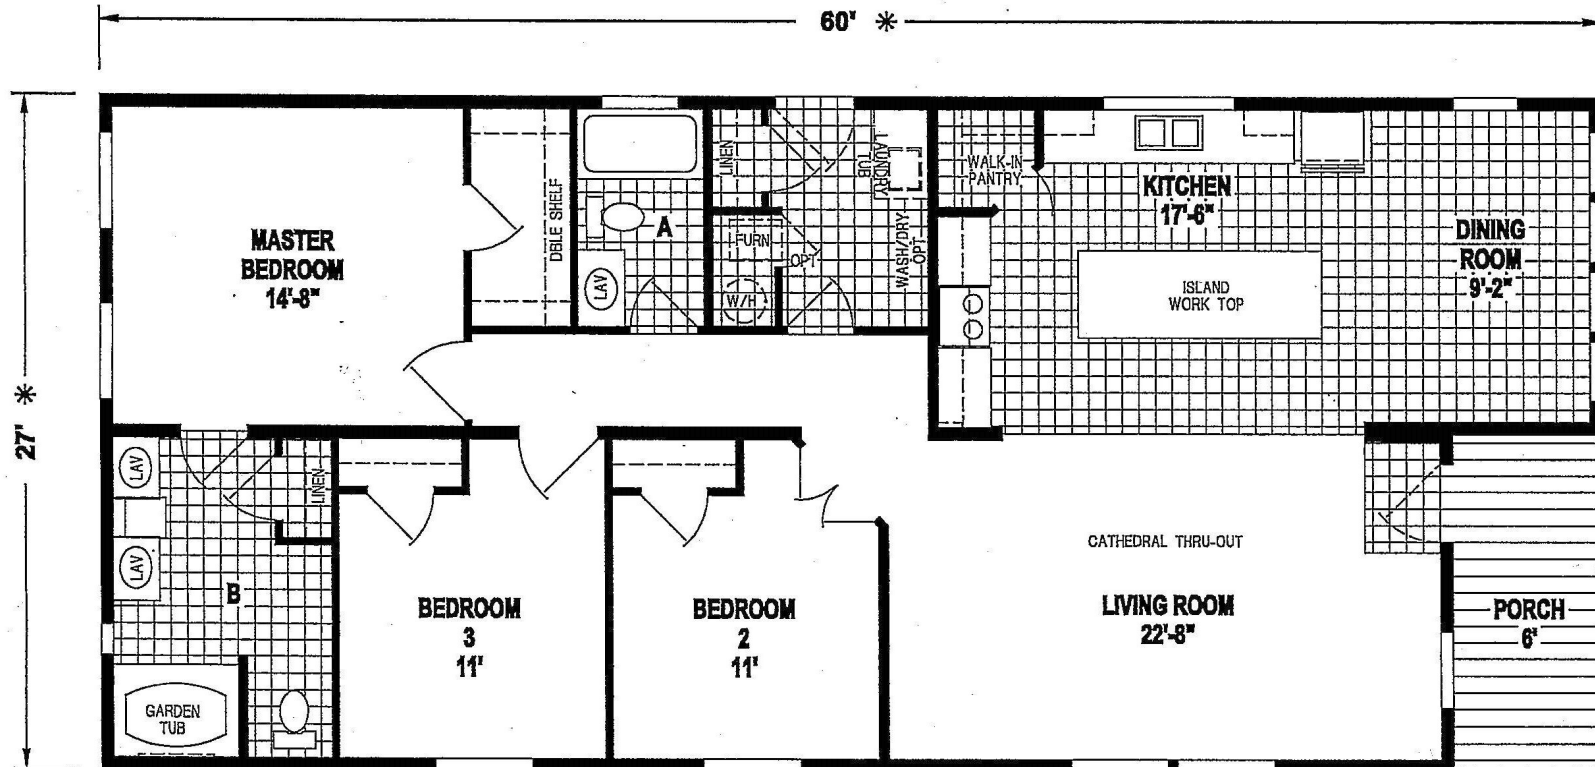 60' *
27' *
MASTER
BEDROOM
14'-8"
DBLE SHELF
A
LAV
LINEN
FURN
OPT
W/H
LAUNDRY
TUB
WASH/DRY
OPT
WALK-IN
PANTRY
KITCHEN
17'-6"
ISLAND
WORK TOP
DINING
ROOM
9'-2"
LAV
LAV
LINEN
B
GARDEN
TUB
BEDROOM
3
11'
BEDROOM
2
11'
CATHEDRAL THRU-OUT
LIVING ROOM
22'-8"
PORCH
6'